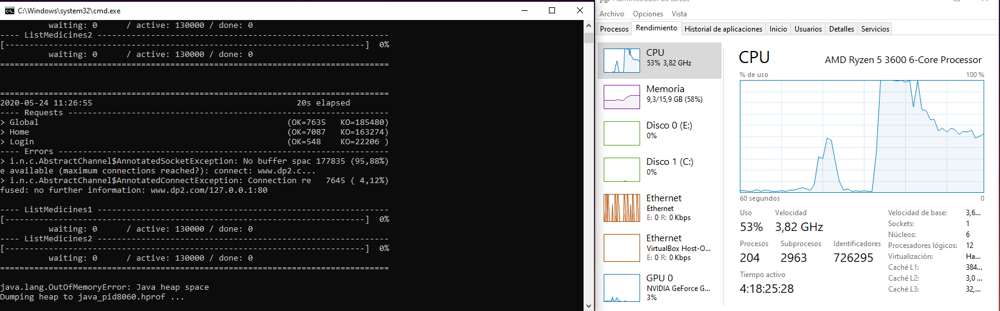 C:\Windows\system32\cmd.exe
waiting: 0 / active: 130000 / done: 0
---- ListMedicines2 ------------------------------------------------------------
[--------------------------------------------------------------------------] 0%
waiting: 0 / active: 130000 / done: 0
================================================================================
================================================================================
2020-05-24 11:26:55 20s elapsed
---- Requests ------------------------------------------------------------------
> Global (OK=7635 KO=185480)
> Home (OK=7087 KO=163274)
> Login (OK=548 KO=22206 )
---- Errors --------------------------------------------------------------------
> i.n.c.AbstractChannel$AnnotatedSocketException: No buffer spac 177835 (95,88%)
e available (maximum connections reached?): connect: www.dp2.c...
> i.n.c.AbstractChannel$AnnotatedConnectException: Connection re 7645 ( 4,12%)
fused: no further information: www.dp2.com/127.0.0.1:80
---- ListMedicines1 ------------------------------------------------------------
[--------------------------------------------------------------------------] 0%
waiting: 0 / active: 130000 / done: 0
---- ListMedicines2 ------------------------------------------------------------
[--------------------------------------------------------------------------] 0%
waiting: 0 / active: 130000 / done: 0
================================================================================
java.lang.OutOfMemoryError: Java heap space
Dumping heap to java_pid8060.hprof ...
Administrador de tareas
Archivo Opciones Vista
Procesos Rendimiento Historial de aplicaciones Inicio Usuarios Detalles Servicios
CPU
53% 3,82 GHz
Memoria
9,3/15,9 GB (58%)
Disco 0 (E:)
0%
Disco 1 (C:)
0%
Ethernet
Ethernet
E: 0 R: 0 Kbps
Ethernet
VirtualBox Host-O...
E: 0 R: 0 Kbps
GPU 0
NVIDIA GeForce G...
3%
CPU AMD Ryzen 5 3600 6-Core Processor
% de uso 100 %
60 segundos 0
Uso Velocidad
53% 3,82 GHz
Procesos Subprocesos Identificadores
204 2963 726295
Tiempo activo
4:18:25:28
Velocidad de base: 3,6...
Sockets: 1
Núcleos: 6
Procesadores lógicos: 12
Virtualización: Ha...
Caché L1: 384...
Caché L2: 3,0 ...
Caché L3: 32,...